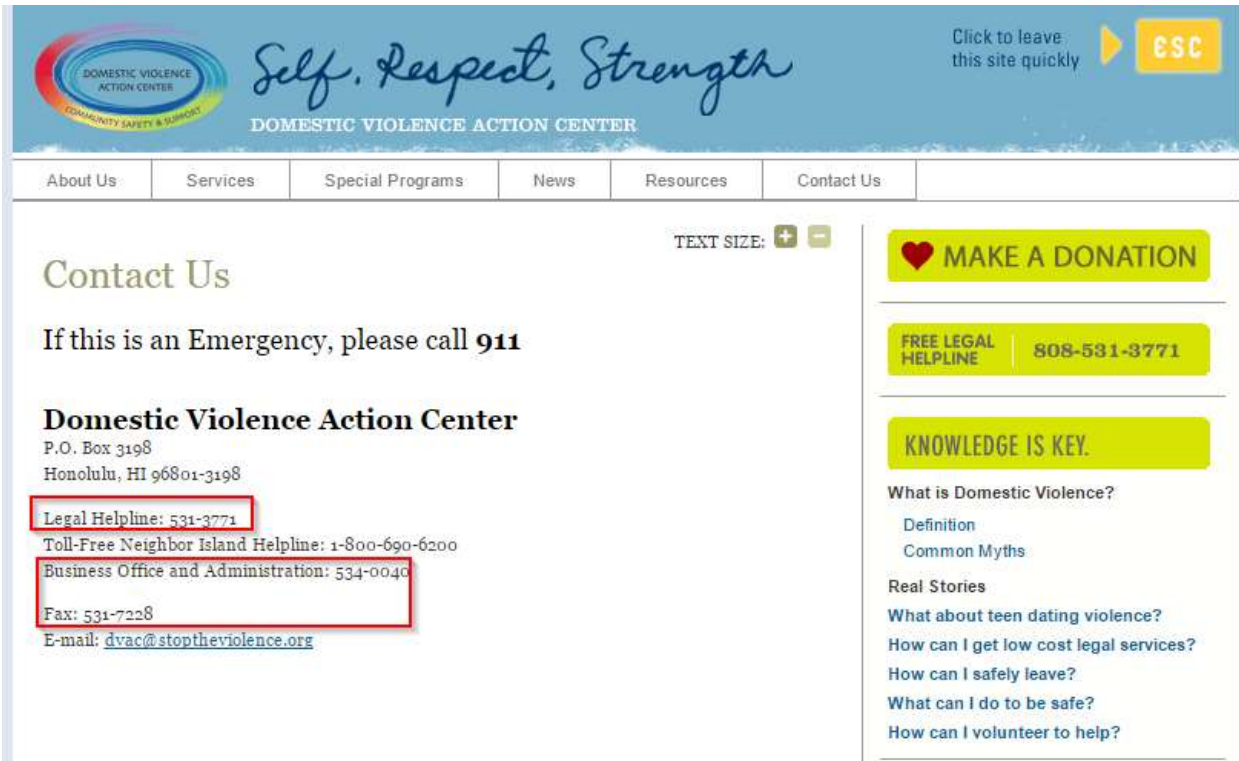 DOMESTIC VIOLENCE
ACTION CENTER
COMMUNITY SAFETY & SUPPORT
Self. Respect, Strength
DOMESTIC VIOLENCE ACTION CENTER
Click to leave
this site quickly
ESC
About Us Services Special Programs News Resources Contact Us
TEXT SIZE: + −
Contact Us
If this is an Emergency, please call 911
Domestic Violence Action Center
P.O. Box 3198
Honolulu, HI 96801-3198
Legal Helpline: 531-3771
Toll-Free Neighbor Island Helpline: 1-800-690-6200
Business Office and Administration: 534-0040
Fax: 531-7228
E-mail: dvac@stoptheviolence.org
MAKE A DONATION
FREE LEGAL
HELPLINE
808-531-3771
KNOWLEDGE IS KEY.
What is Domestic Violence?
Definition
Common Myths
Real Stories
What about teen dating violence?
How can I get low cost legal services?
How can I safely leave?
What can I do to be safe?
How can I volunteer to help?